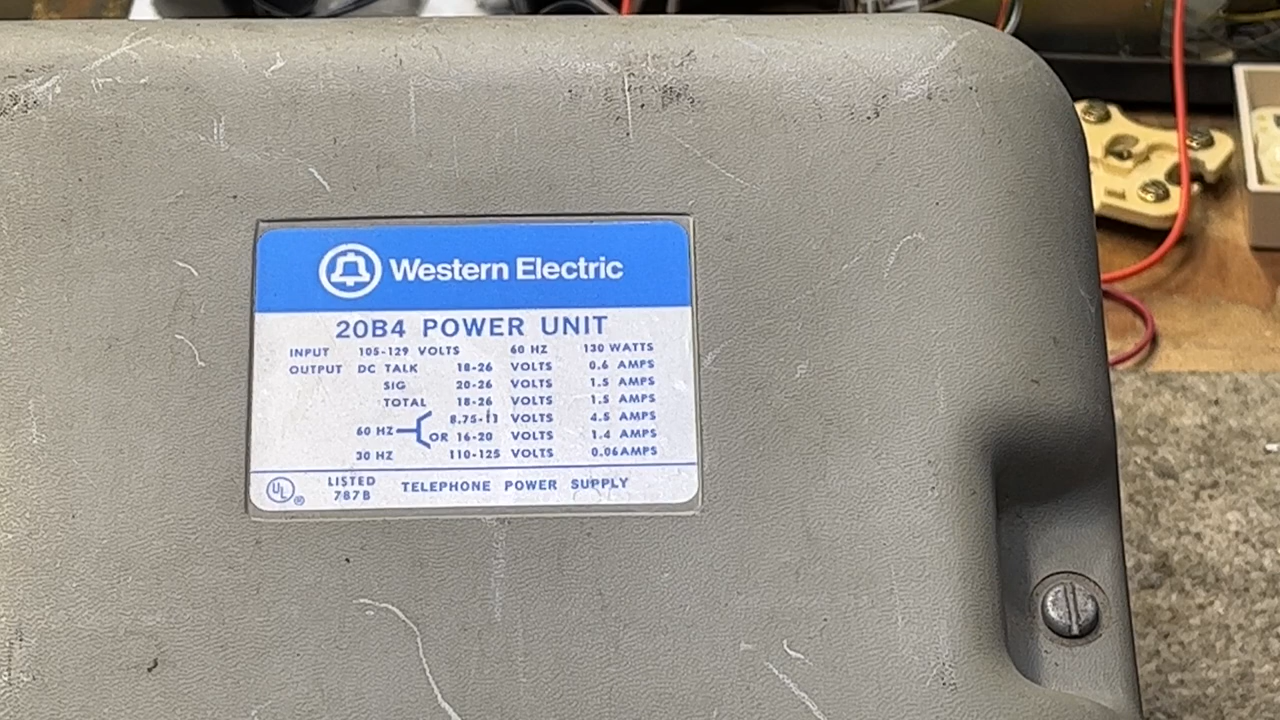 Western Electric
20B4 POWER UNIT
INPUT 105-129 VOLTS 60 HZ 130 WATTS
OUTPUT DC TALK 18-26 VOLTS 0.6 AMPS
SIG 20-26 VOLTS 1.5 AMPS
TOTAL 18-26 VOLTS 1.5 AMPS
8.75-11 VOLTS 4.5 AMPS
60 HZ OR 16-20 VOLTS 1.4 AMPS
30 HZ 110-125 VOLTS 0.06AMPS
UL ® LISTED 787B TELEPHONE POWER SUPPLY